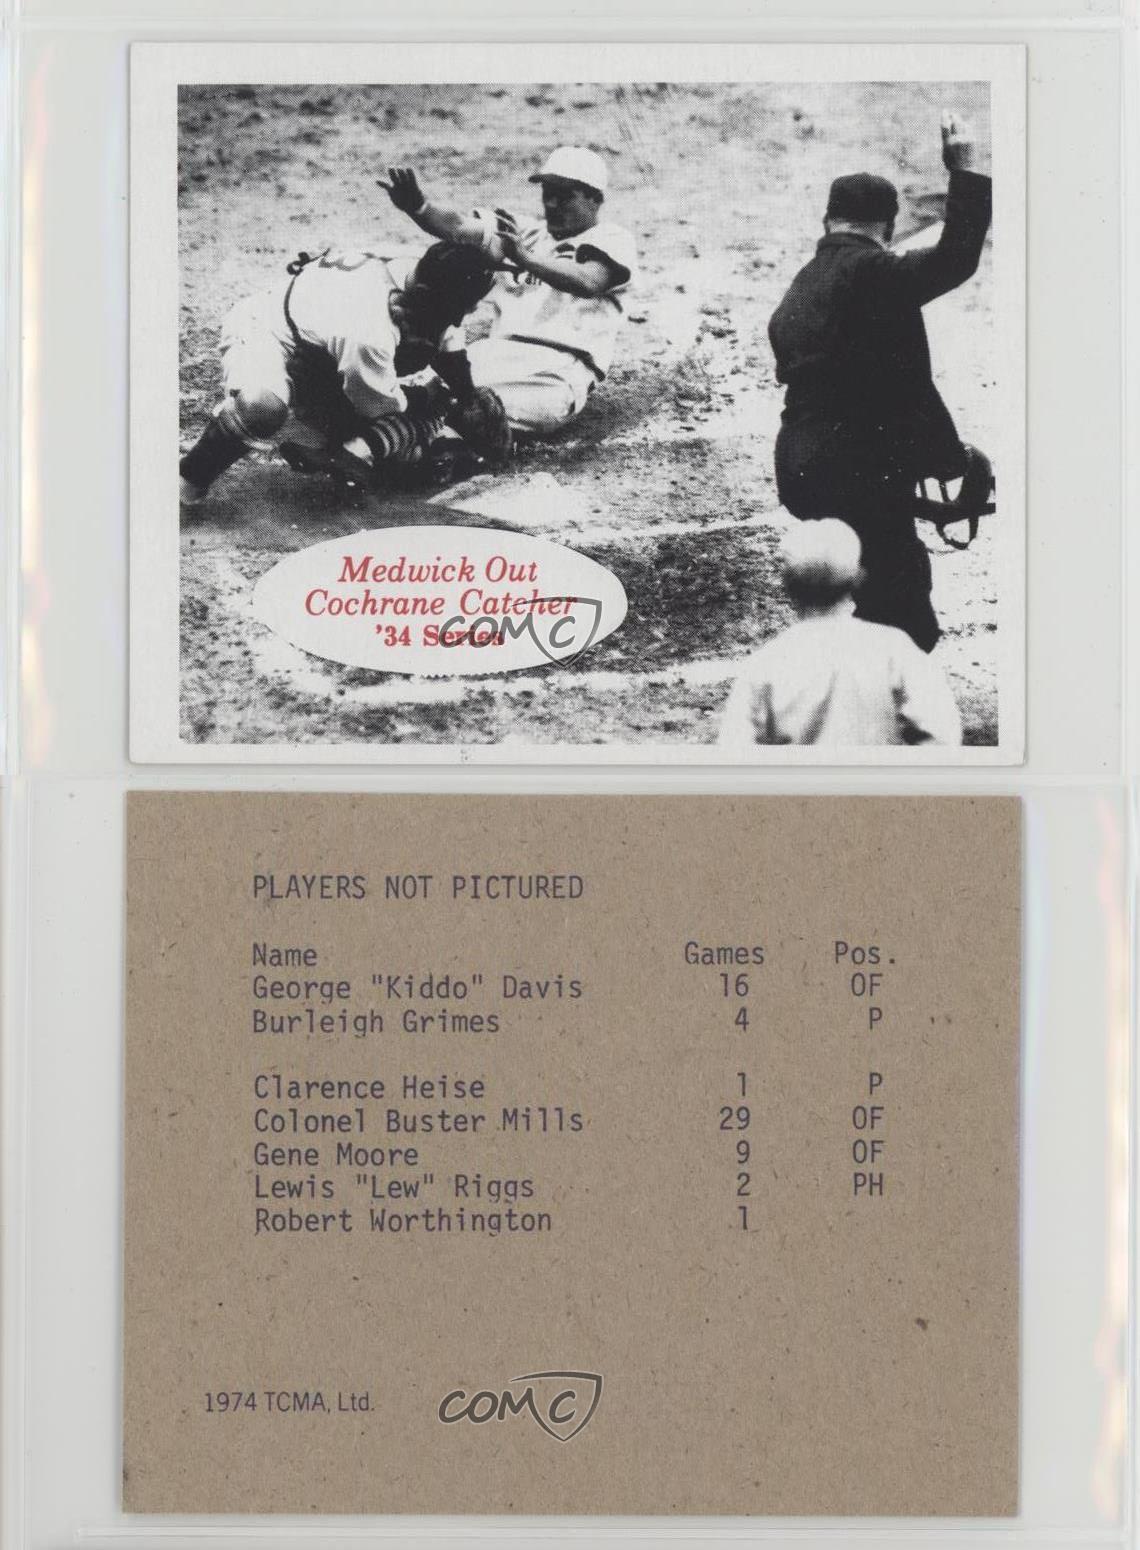 Medwick Out
Cochrane Catcher
'34 Series
COMC
PLAYERS NOT PICTURED
Name Games Pos.
George "Kiddo" Davis 16 OF
Burleigh Grimes 4 P
Clarence Heise 1 P
Colonel Buster Mills 29 OF
Gene Moore 9 OF
Lewis "Lew" Riggs 2 PH
Robert Worthington 1
1974 TCMA, Ltd.
COMC